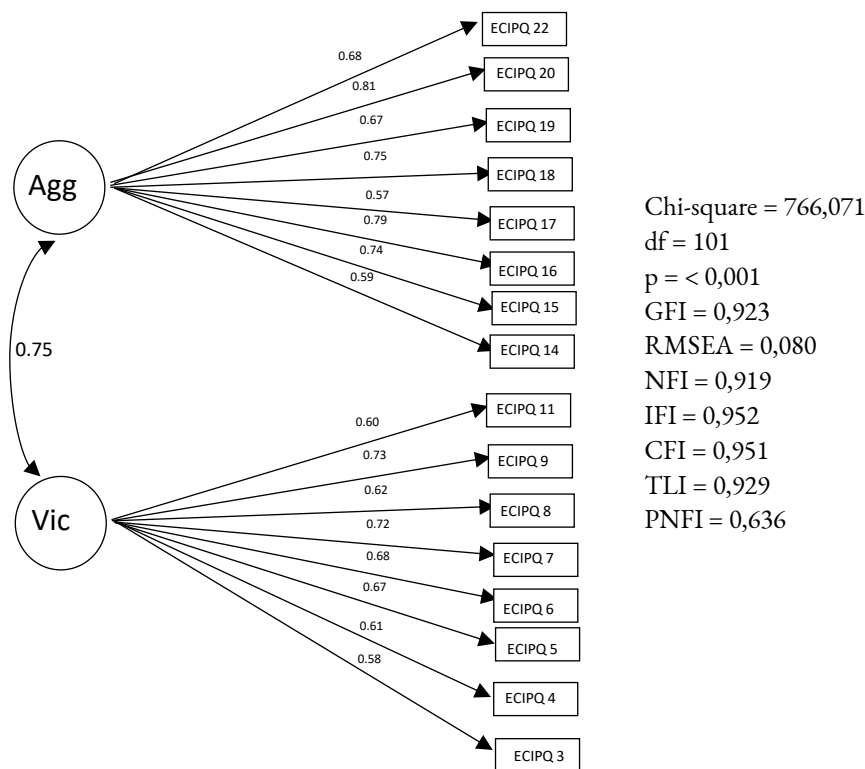 ECIPQ 22
0.68
ECIPQ 20
0.81
0.67
ECIPQ 19
0.75
ECIPQ 18
Agg
0.57
ECIPQ 17
0.79
ECIPQ 16
0.74
ECIPQ 15
0.59
ECIPQ 14
0.75
ECIPQ 11
0.60
0.73
ECIPQ 9
0.62
ECIPQ 8
Vic
0.72
ECIPQ 7
0.68
0.67
ECIPQ 6
0.61
ECIPQ 5
0.58
ECIPQ 4
ECIPQ 3
Chi-square = 766,071
df = 101
p = < 0,001
GFI = 0,923
RMSEA = 0,080
NFI = 0,919
IFI = 0,952
CFI = 0,951
TLI = 0,929
PNFI = 0,636